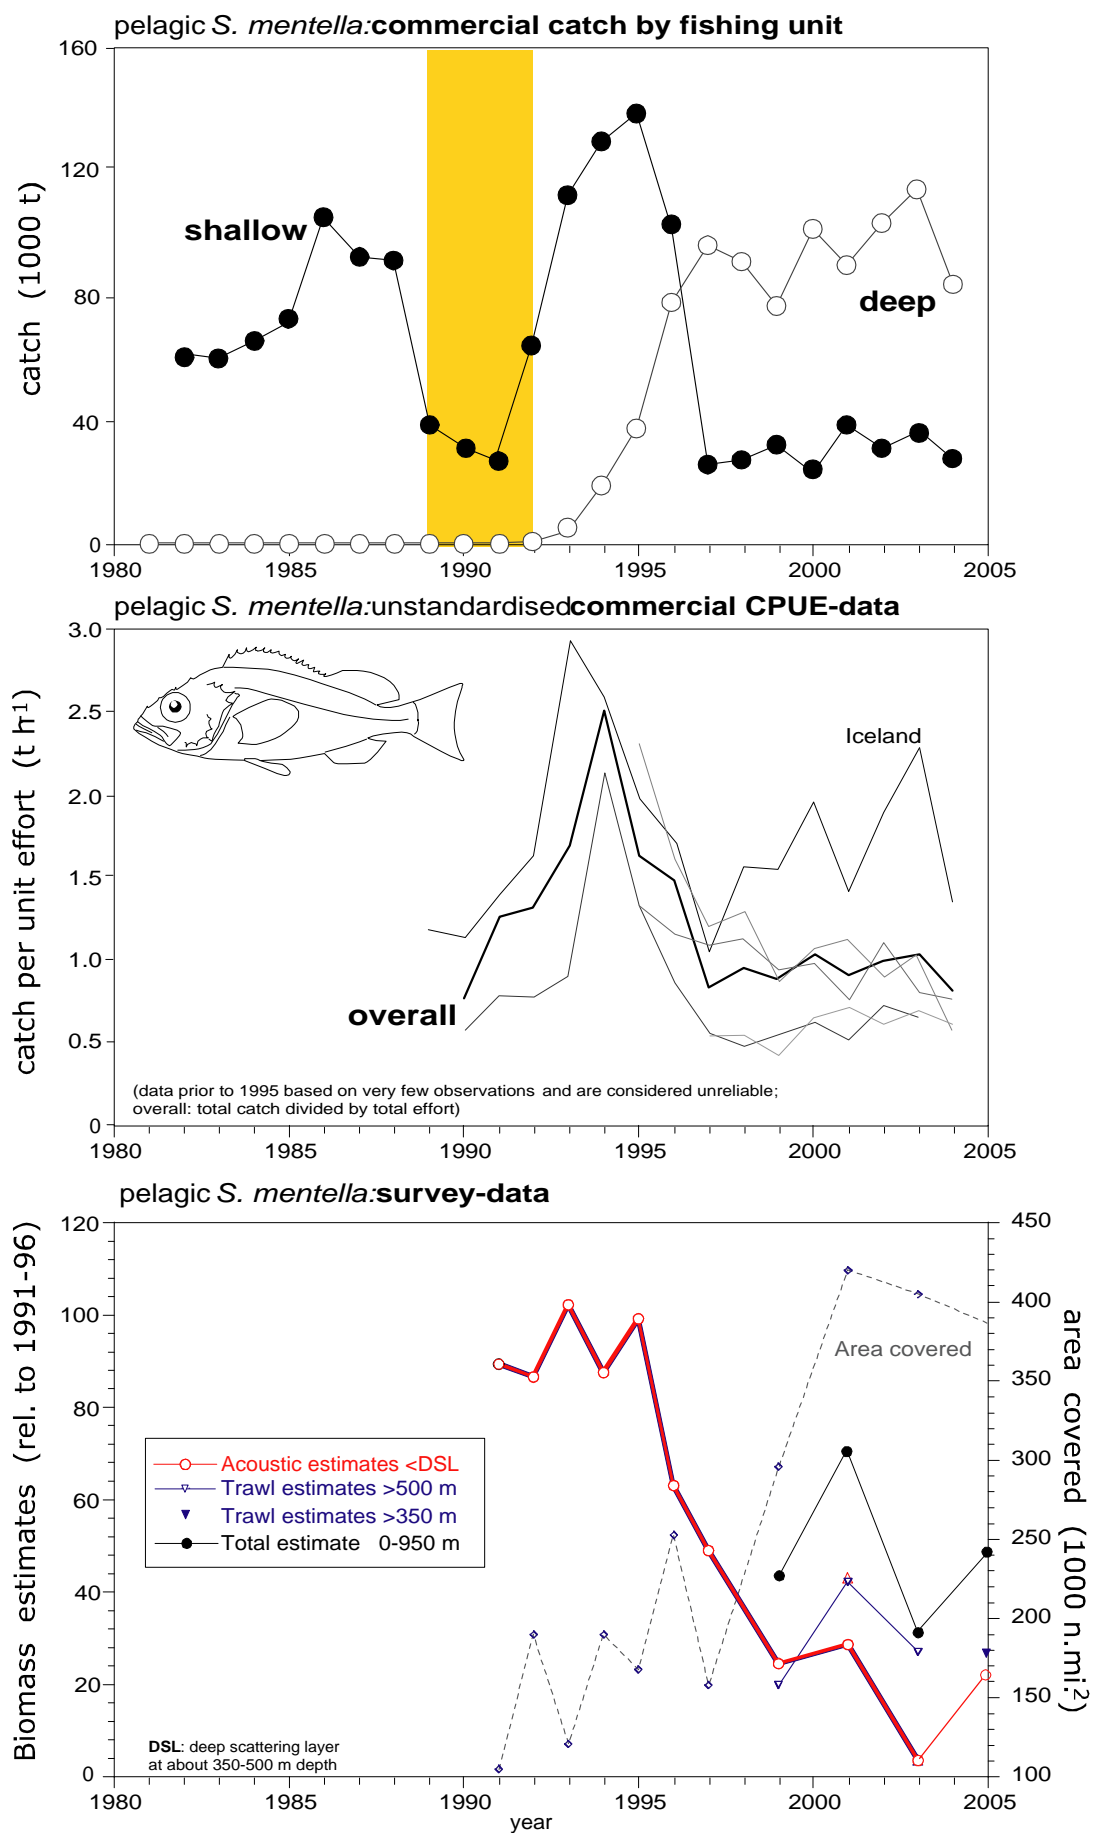 pelagic S. mentella:commercial catch by fishing unit
catch (1000 t)
160
120
80
40
0
shallow
deep
1980 1985 1990 1995 2000 2005
pelagic S. mentella:unstandardisedcommercial CPUE-data
catch per unit effort (t h1)
3.0
2.5
2.0
1.5
1.0
0.5
0
Iceland
overall
(data prior to 1995 based on very few observations and are considered unreliable;
overall: total catch divided by total effort)
1980 1985 1990 1995 2000 2005
pelagic S. mentella:survey-data
Biomass estimates (rel. to 1991-96)
120
100
80
60
40
20
0
area covered (1000 n.mi.2)
450
400
350
300
250
200
150
100
Area covered
Acoustic estimates <DSL
Trawl estimates >500 m
Trawl estimates >350 m
Total estimate 0-950 m
DSL: deep scattering layer
at about 350-500 m depth
1980 1985 1990 1995 2000 2005
year